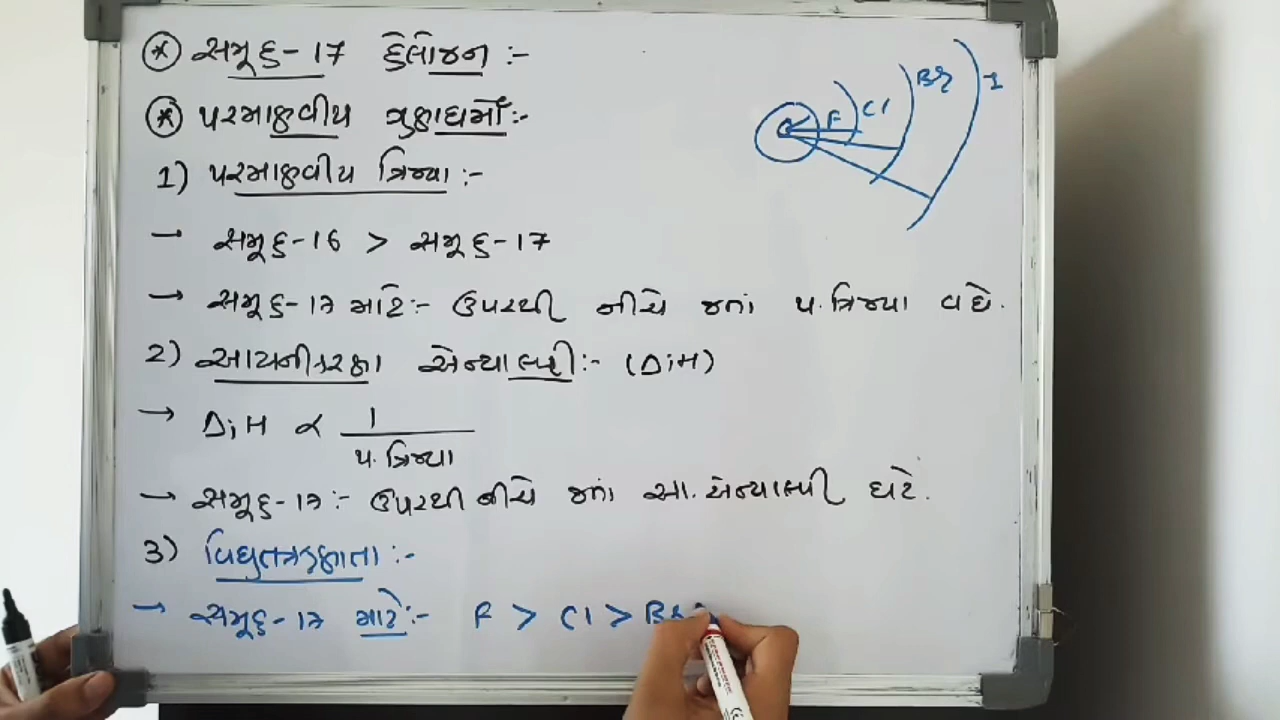 * સમૂહ-17 હેલોજન :-
* પરમાણ્વીય ગુણધર્મો:-
1) પરમાણ્વીય ત્રિજ્યા :-
→ સમૂહ-16 > સમૂહ-17
→ સમૂહ-17 માટે:- ઉપરથી નીચે જતાં પ.ત્રિજ્યા વધે.
2) આયનીકરણ એન્થાલ્પી:- (ΔiH)
→ ΔiH ∝ 1 / પ.ત્રિજ્યા
→ સમૂહ-17:- ઉપરથી નીચે જતાં આ. એન્થાલ્પી ઘટે.
3) વિદ્યુતઋણતા:-
→ સમૂહ-17 માટે:- F > Cl > Br
F Cl Br I